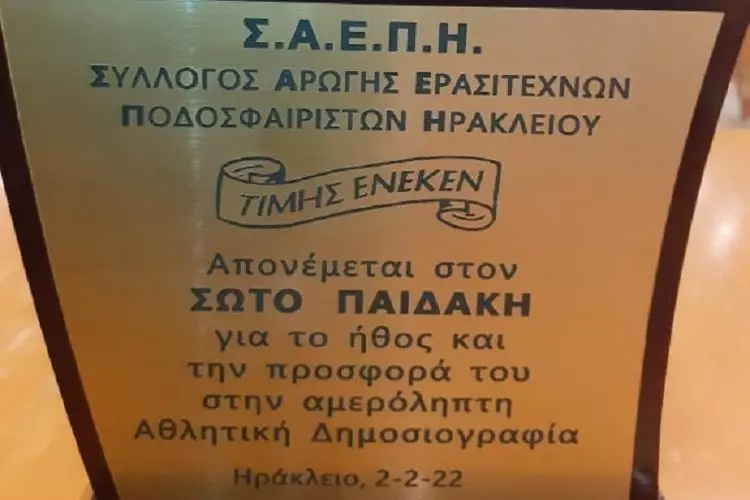 Σ.Α.Ε.Π.Η.
ΣΥΛΛΟΓΟΣ ΑΡΩΓΗΣ ΕΡΑΣΙΤΕΧΝΩΝ
ΠΟΔΟΣΦΑΙΡΙΣΤΩΝ ΗΡΑΚΛΕΙΟΥ
ΤΙΜΗΣ ΕΝΕΚΕΝ
Απονέμεται στον
ΣΩΤΟ ΠΑΙΔΑΚΗ
για το ήθος και
την προσφορά του
στην αμερόληπτη
Αθλητική Δημοσιογραφία
Ηράκλειο, 2-2-22